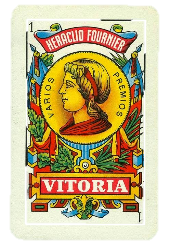 1
HERACLIO FOURNIER
VARIOS PREMIOS
VITORIA